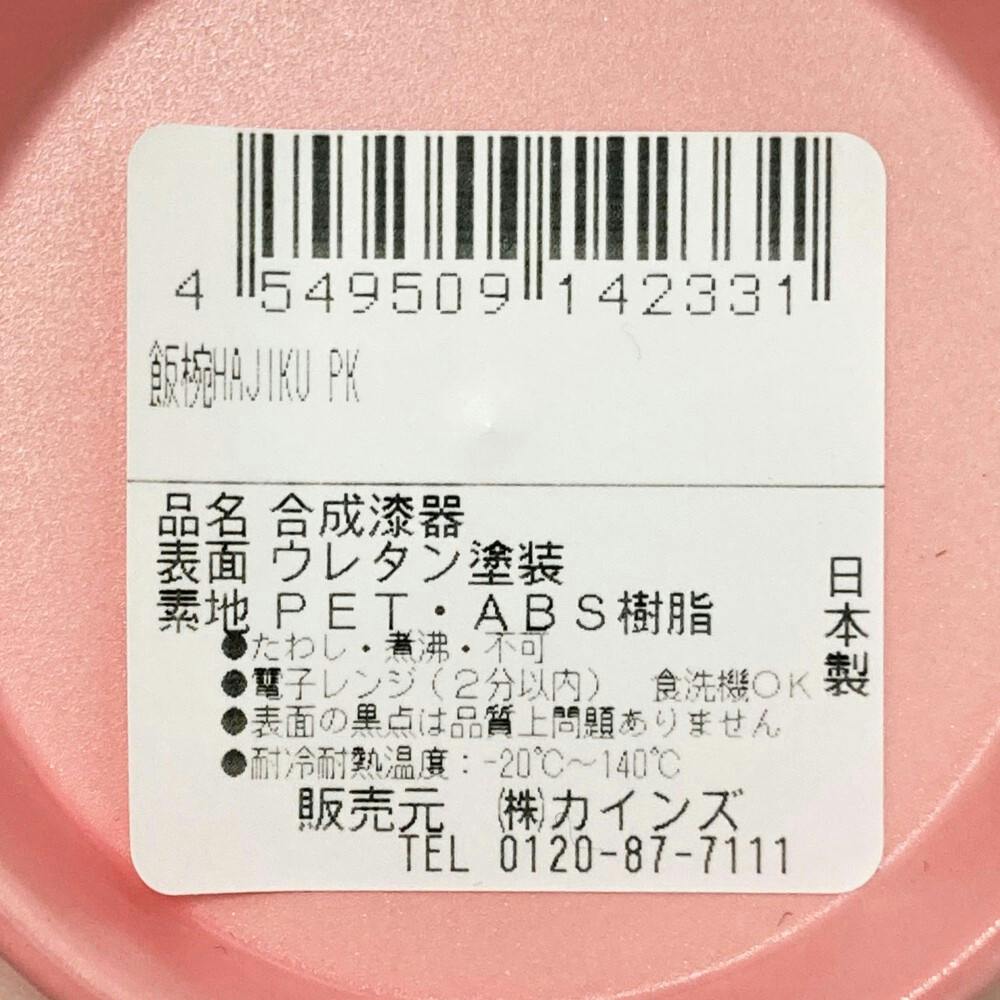 4 549509 142331
飯椀HAJIKU PK
品名 合成漆器
表面 ウレタン塗装
素地 PET・ABS樹脂
日本製
●たわし・煮沸・不可
●電子レンジ(2分以内) 食洗機OK
●表面の黒点は品質上問題ありません
●耐冷耐熱温度:-20℃~140℃
販売元 ㈱カインズ
TEL 0120-87-7111